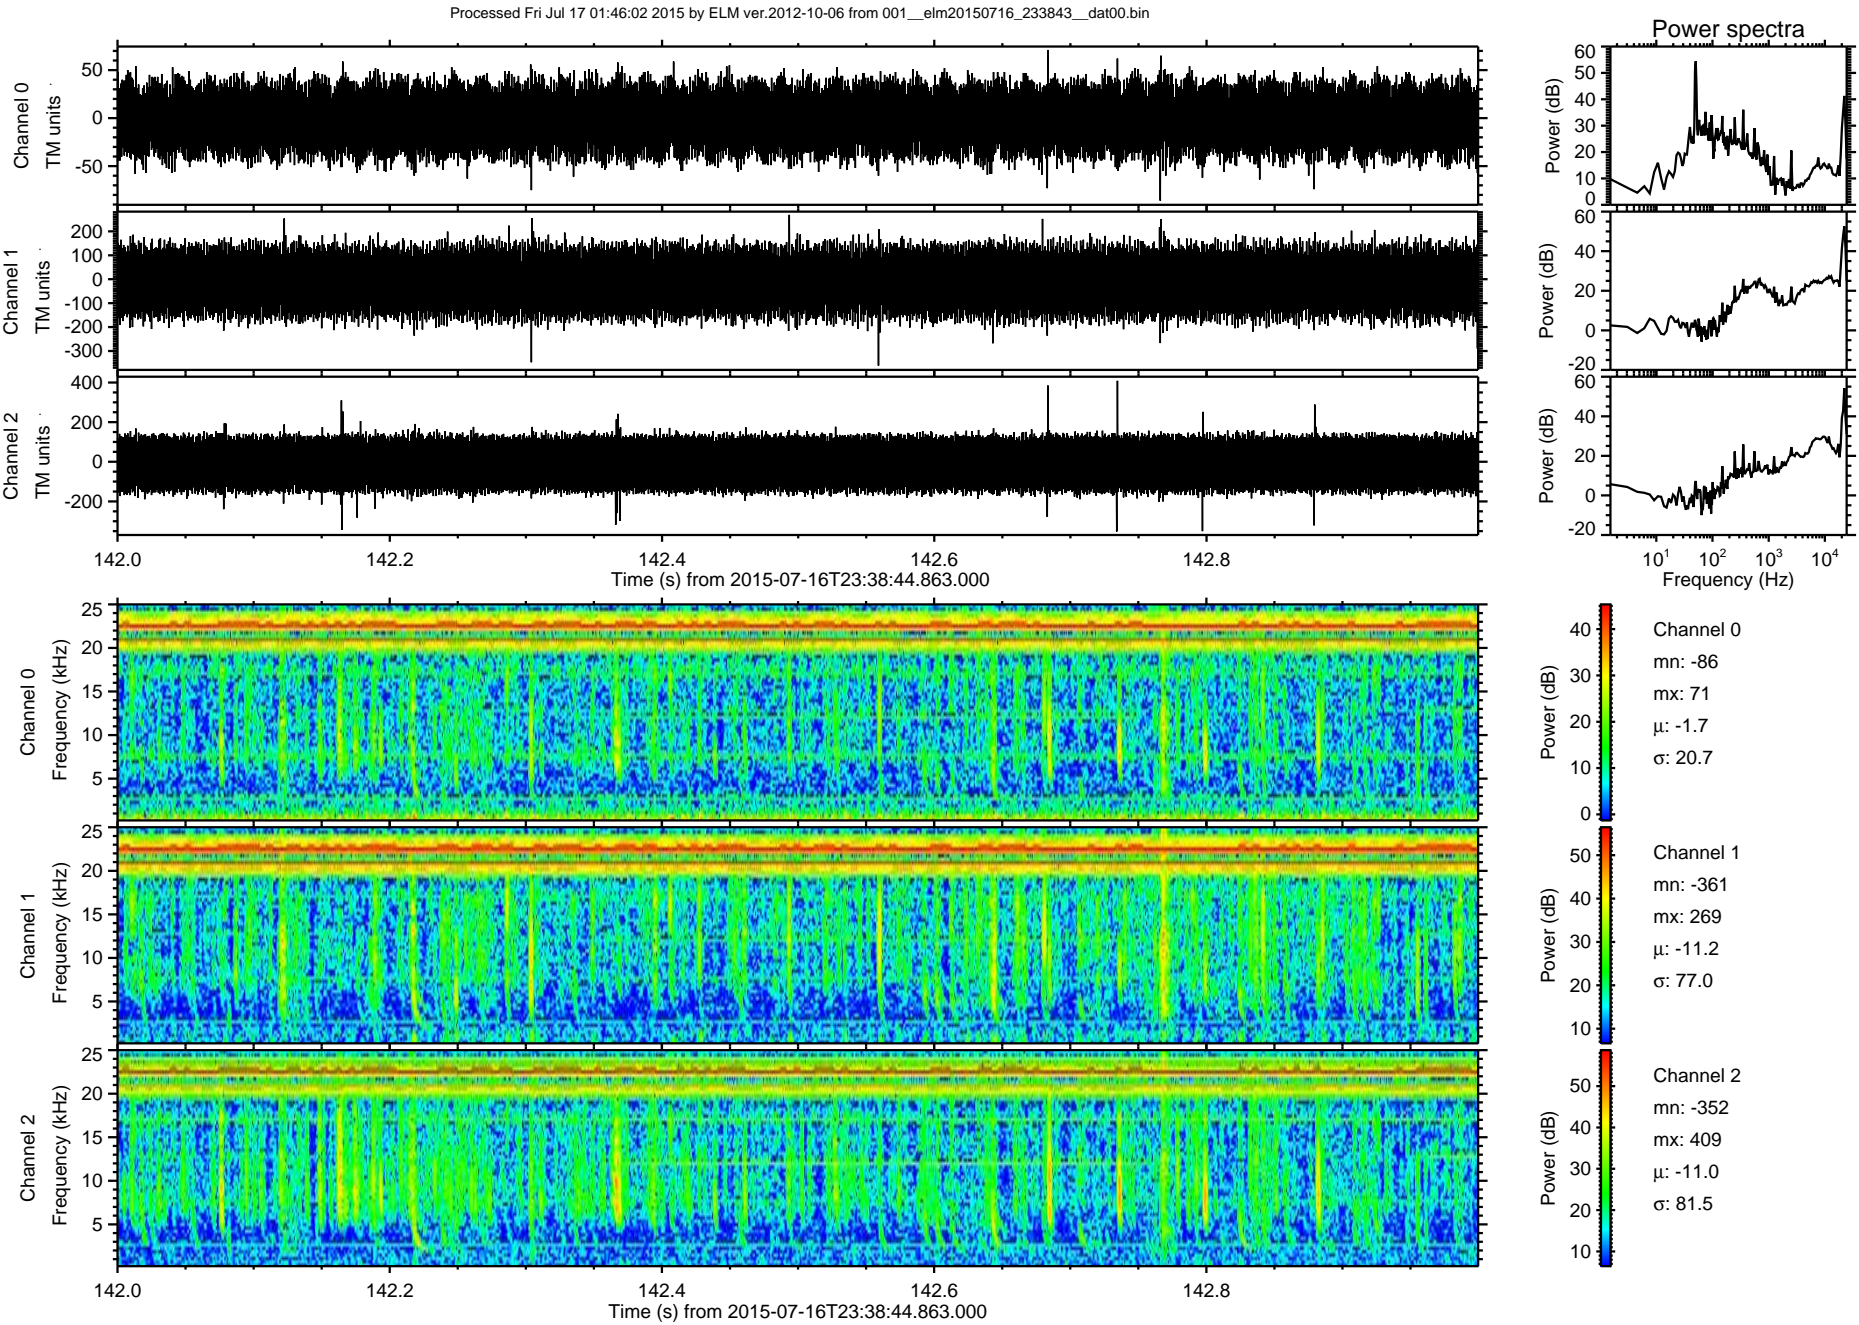 Processed Fri Jul 17 01:46:02 2015 by ELM ver.2012-10-06 from 001__elm20150716_233843__dat00.bin
Power spectra
Channel 0
TM units
50
0
-50
Power (dB)
60
50
40
30
20
10
0
Channel 1
TM units
200
100
0
-100
-200
-300
Power (dB)
60
40
20
0
-20
Channel 2
TM units
400
200
0
-200
Power (dB)
60
40
20
0
-20
142.0 142.2 142.4 142.6 142.8
Time (s) from 2015-07-16T23:38:44.863.000
10^1 10^2 10^3 10^4
Frequency (Hz)
Channel 0
Frequency (kHz)
25
20
15
10
5
Power (dB)
40
30
20
10
0
Channel 0
mn: -86
mx: 71
μ: -1.7
σ: 20.7
Channel 1
Frequency (kHz)
25
20
15
10
5
Power (dB)
50
40
30
20
10
Channel 1
mn: -361
mx: 269
μ: -11.2
σ: 77.0
Channel 2
Frequency (kHz)
25
20
15
10
5
Power (dB)
50
40
30
20
10
Channel 2
mn: -352
mx: 409
μ: -11.0
σ: 81.5
142.0 142.2 142.4 142.6 142.8
Time (s) from 2015-07-16T23:38:44.863.000